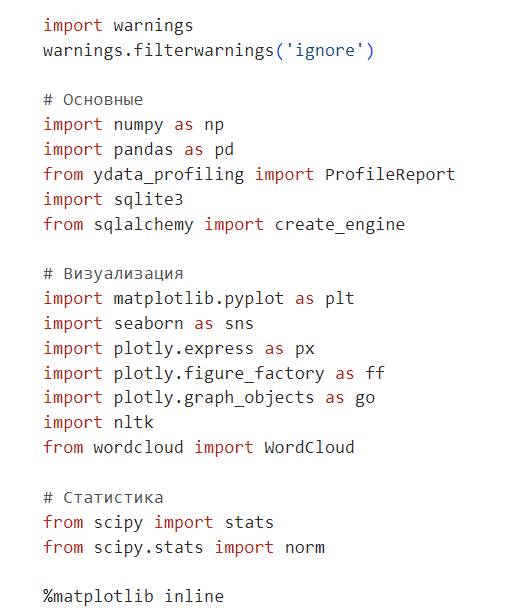 import warnings
warnings.filterwarnings('ignore')
# Основные
import numpy as np
import pandas as pd
from ydata_profiling import ProfileReport
import sqlite3
from sqlalchemy import create_engine
# Визуализация
import matplotlib.pyplot as plt
import seaborn as sns
import plotly.express as px
import plotly.figure_factory as ff
import plotly.graph_objects as go
import nltk
from wordcloud import WordCloud
# Статистика
from scipy import stats
from scipy.stats import norm
%matplotlib inline